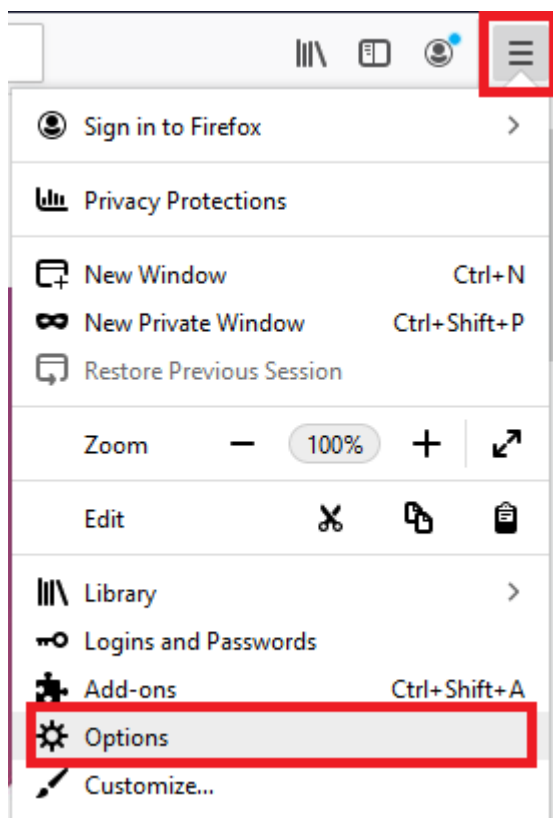 Sign in to Firefox
Privacy Protections
New Window Ctrl+N
New Private Window Ctrl+Shift+P
Restore Previous Session
Zoom 100%
Edit
Library
Logins and Passwords
Add-ons Ctrl+Shift+A
Options
Customize...